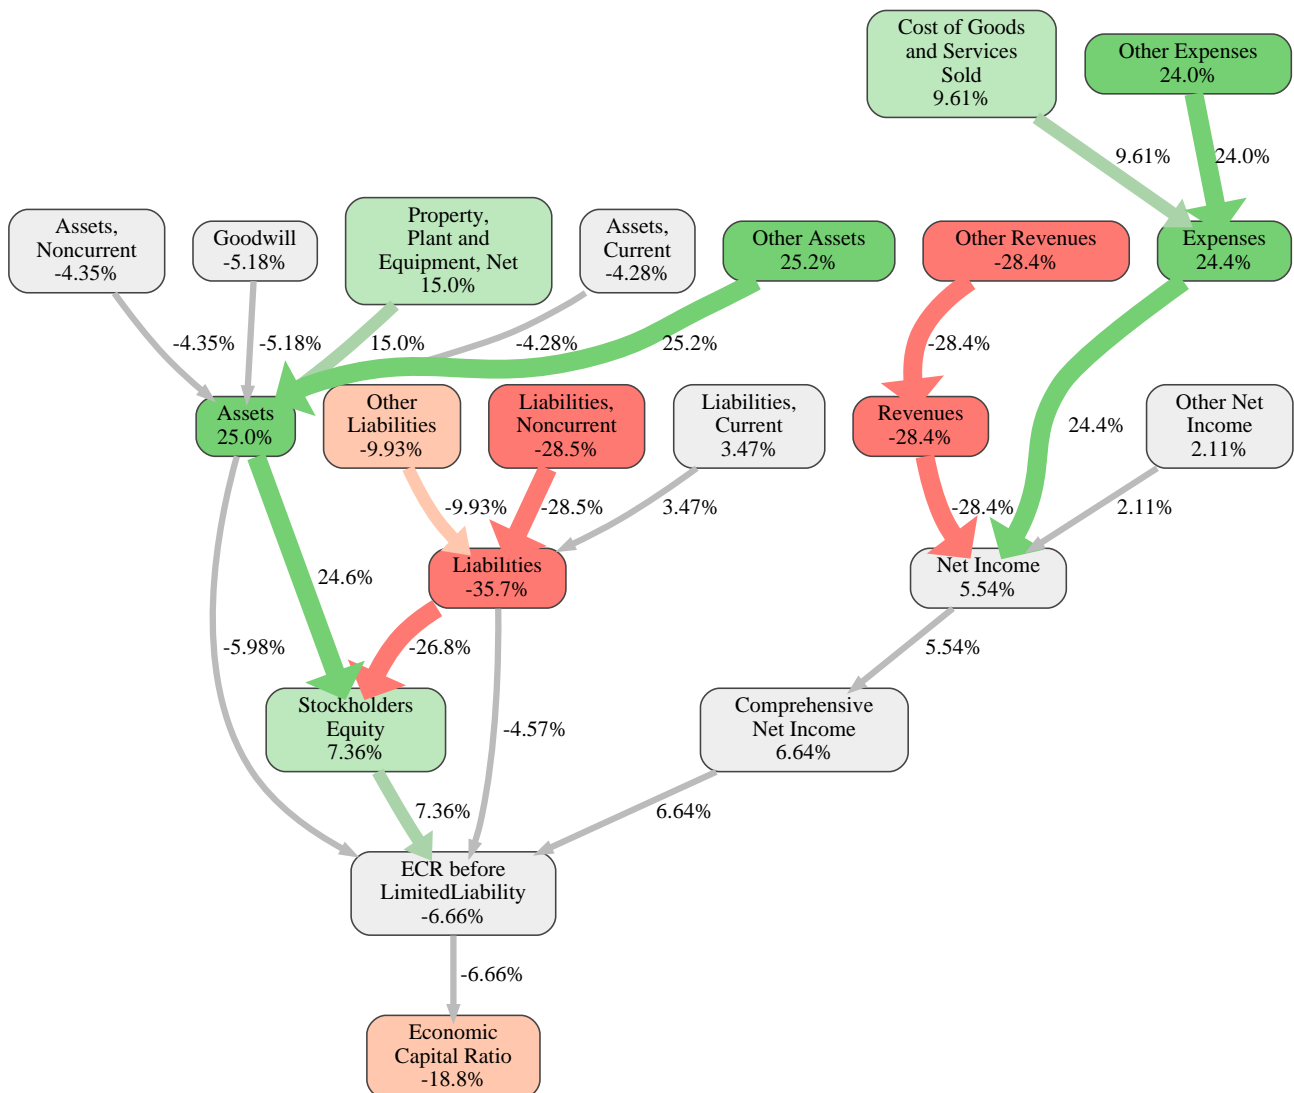 Cost of Goods
and Services
Sold
9.61%
Other Expenses
24.0%
9.61%
24.0%
Assets,
Noncurrent
-4.35%
Goodwill
-5.18%
Property,
Plant and
Equipment, Net
15.0%
Assets,
Current
-4.28%
Other Assets
25.2%
Other Revenues
-28.4%
Expenses
24.4%
-4.35%
-5.18%
15.0%
-4.28%
25.2%
-28.4%
Assets
25.0%
Other
Liabilities
-9.93%
Liabilities,
Noncurrent
-28.5%
Liabilities,
Current
3.47%
Revenues
-28.4%
24.4%
Other Net
Income
2.11%
-9.93%
-28.5%
3.47%
-28.4%
2.11%
Liabilities
-35.7%
Net Income
5.54%
24.6%
-5.98%
-26.8%
5.54%
Stockholders
Equity
7.36%
-4.57%
Comprehensive
Net Income
6.64%
7.36%
6.64%
ECR before
LimitedLiability
-6.66%
-6.66%
Economic
Capital Ratio
-18.8%